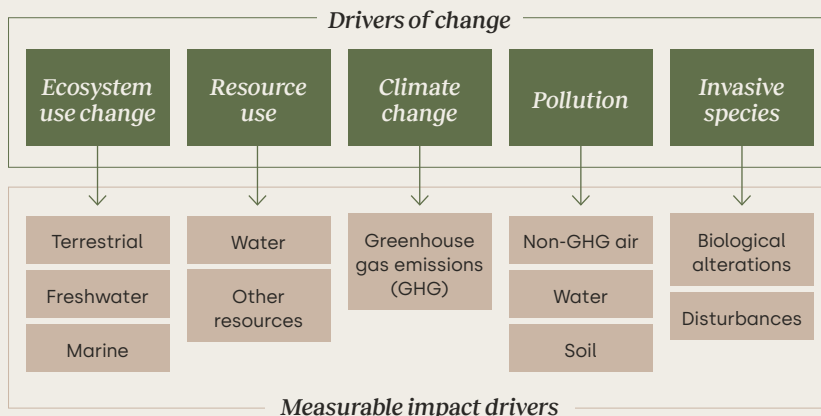 Drivers of change
Ecosystem
use change
Resource
use
Climate
change
Pollution
Invasive
species
Terrestrial
Freshwater
Marine
Water
Other
resources
Greenhouse
gas emissions
(GHG)
Non-GHG air
Water
Soil
Biological
alterations
Disturbances
Measurable impact drivers